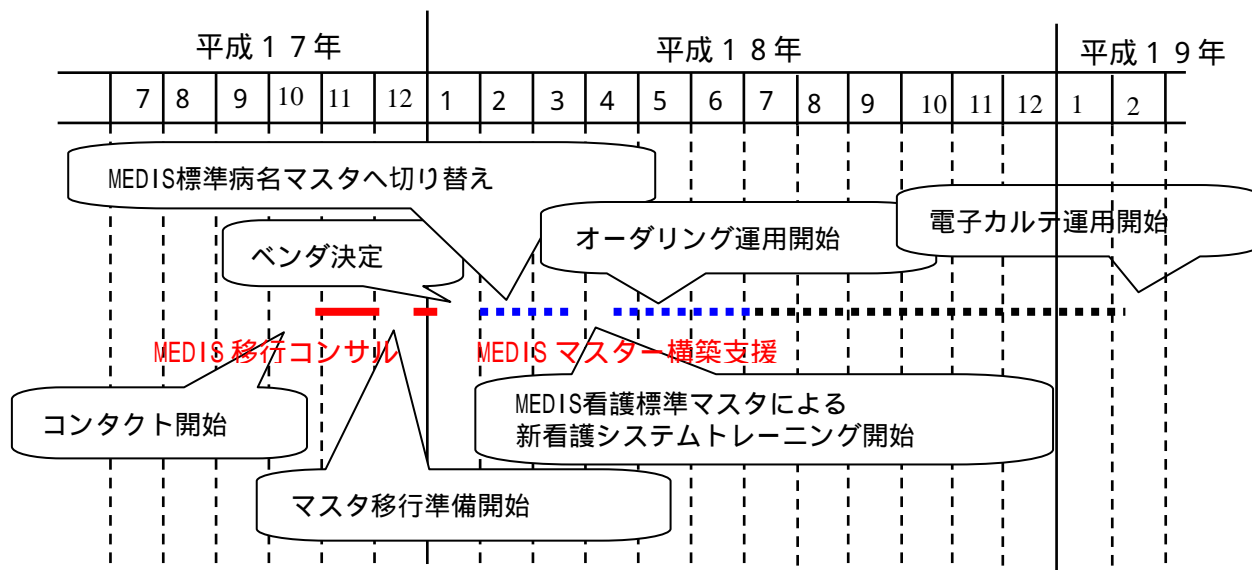 平成１７年 平成１８年 平成１９年
7 8 9 10 11 12 1 2 3 4 5 6 7 8 9 10 11 12 1 2
MEDIS標準病名マスタへ切り替え
ベンダ決定
オーダリング運用開始
電子カルテ運用開始
MEDIS 移行コンサル
MEDIS マスター構築支援
コンタクト開始
MEDIS看護標準マスタによる
新看護システムトレーニング開始
マスタ移行準備開始